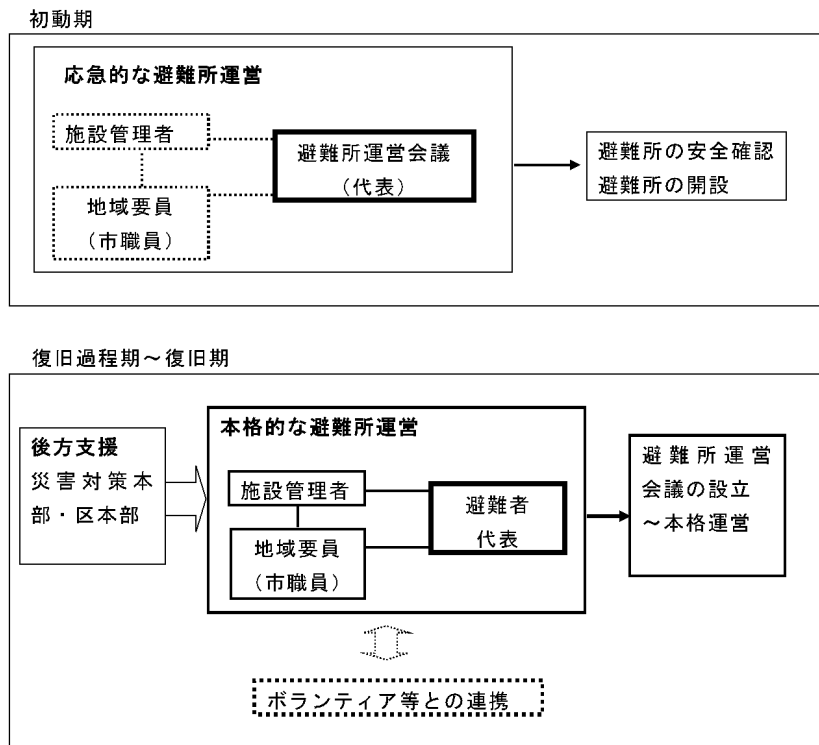 初動期
応急的な避難所運営
施設管理者
地域要員
（市職員）
避難所運営会議
（代表）
避難所の安全確認
避難所の開設
復旧過程期～復旧期
後方支援
災害対策本
部・区本部
本格的な避難所運営
施設管理者
地域要員
（市職員）
避難者
代表
避難所運営
会議の設立
～本格運営
ボランティア等との連携